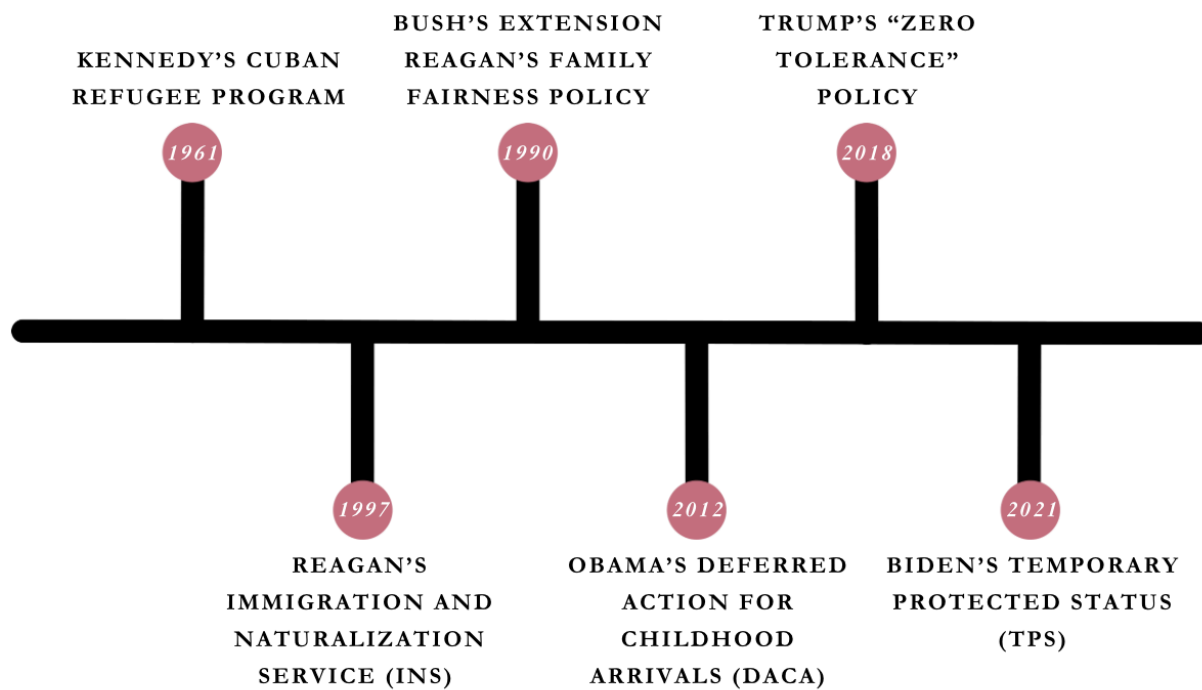 KENNEDY'S CUBAN
REFUGEE PROGRAM
1961
REAGAN'S
IMMIGRATION AND
NATURALIZATION
SERVICE (INS)
1997
BUSH'S EXTENSION
REAGAN'S FAMILY
FAIRNESS POLICY
1990
OBAMA'S DEFERRED
ACTION FOR
CHILDHOOD
ARRIVALS (DACA)
2012
TRUMP'S “ZERO
TOLERANCE”
POLICY
2018
BIDEN'S TEMPORARY
PROTECTED STATUS
(TPS)
2021